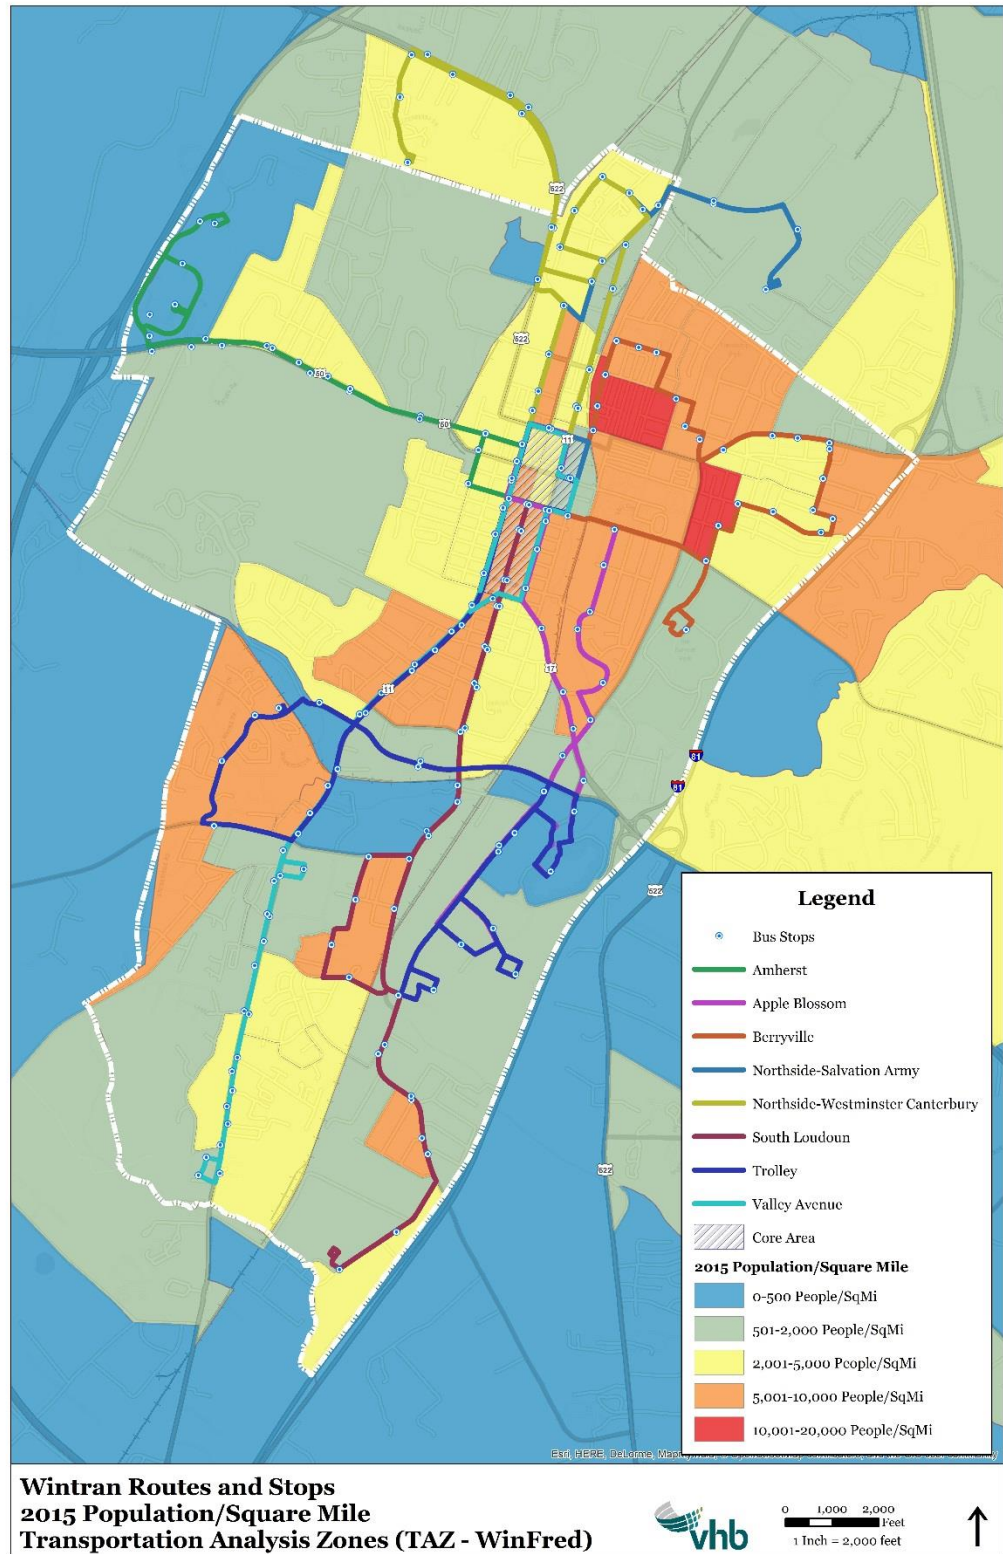 522
522
50
50
11
11
17
81
81
522
522
Legend
Bus Stops
Amherst
Apple Blossom
Berryville
Northside-Salvation Army
Northside-Westminster Canterbury
South Loudoun
Trolley
Valley Avenue
Core Area
2015 Population/Square Mile
0-500 People/SqMi
501-2,000 People/SqMi
2,001-5,000 People/SqMi
5,001-10,000 People/SqMi
10,001-20,000 People/SqMi
Esri, HERE, DeLorme,
Wintran Routes and Stops
2015 Population/Square Mile
Transportation Analysis Zones (TAZ - WinFred)
vhb
0 1,000 2,000
Feet
1 Inch = 2,000 feet